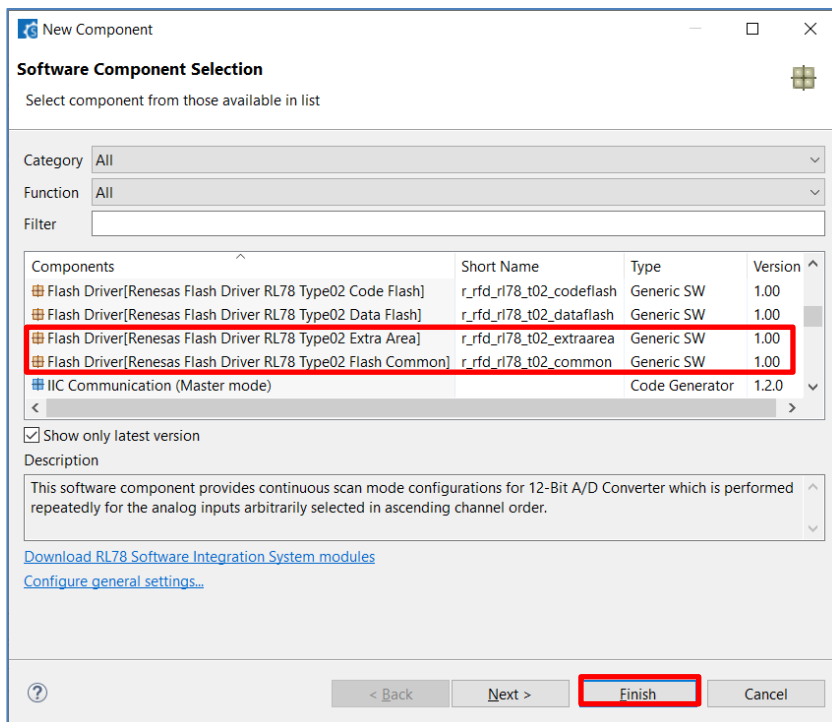 New Component
Software Component Selection
Select component from those available in list
Category All
Function All
Filter
Components Short Name Type Version
Flash Driver[Renesas Flash Driver RL78 Type02 Code Flash] r_rfd_rl78_t02_codeflash Generic SW 1.00
Flash Driver[Renesas Flash Driver RL78 Type02 Data Flash] r_rfd_rl78_t02_dataflash Generic SW 1.00
Flash Driver[Renesas Flash Driver RL78 Type02 Extra Area] r_rfd_rl78_t02_extraarea Generic SW 1.00
Flash Driver[Renesas Flash Driver RL78 Type02 Flash Common] r_rfd_rl78_t02_common Generic SW 1.00
IIC Communication (Master mode) Code Generator 1.2.0
Show only latest version
Description
This software component provides continuous scan mode configurations for 12-Bit A/D Converter which is performed
repeatedly for the analog inputs arbitrarily selected in ascending channel order.
Download RL78 Software Integration System modules
Configure general settings...
? < Back Next > Finish Cancel